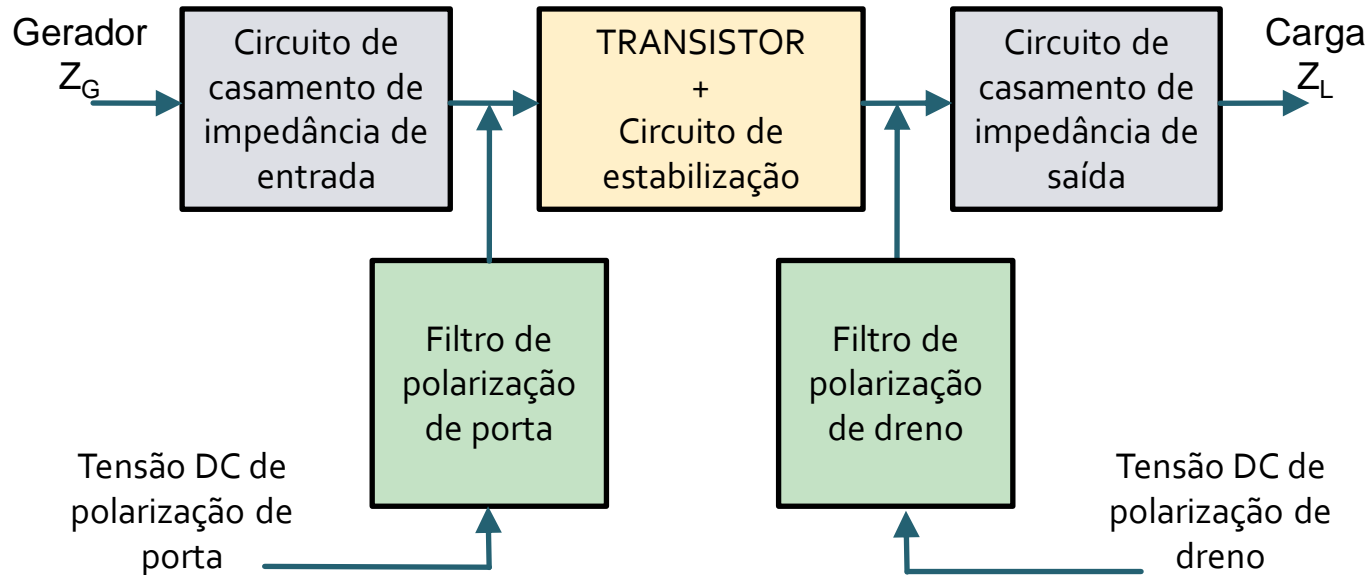 Gerador
Z_G
Circuito de
casamento de
impedância de
entrada
TRANSISTOR
+
Circuito de
estabilização
Circuito de
casamento de
impedância de
saída
Carga
Z_L
Filtro de
polarização
de porta
Filtro de
polarização
de dreno
Tensão DC de
polarização de
porta
Tensão DC de
polarização de
dreno